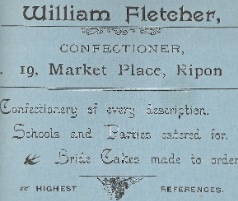 William Fletcher,
CONFECTIONER,
19, Market Place, Ripon
Confectionery of every description.
Schools and Parties catered for.
Bride Cakes made to order
HIGHEST REFERENCES.